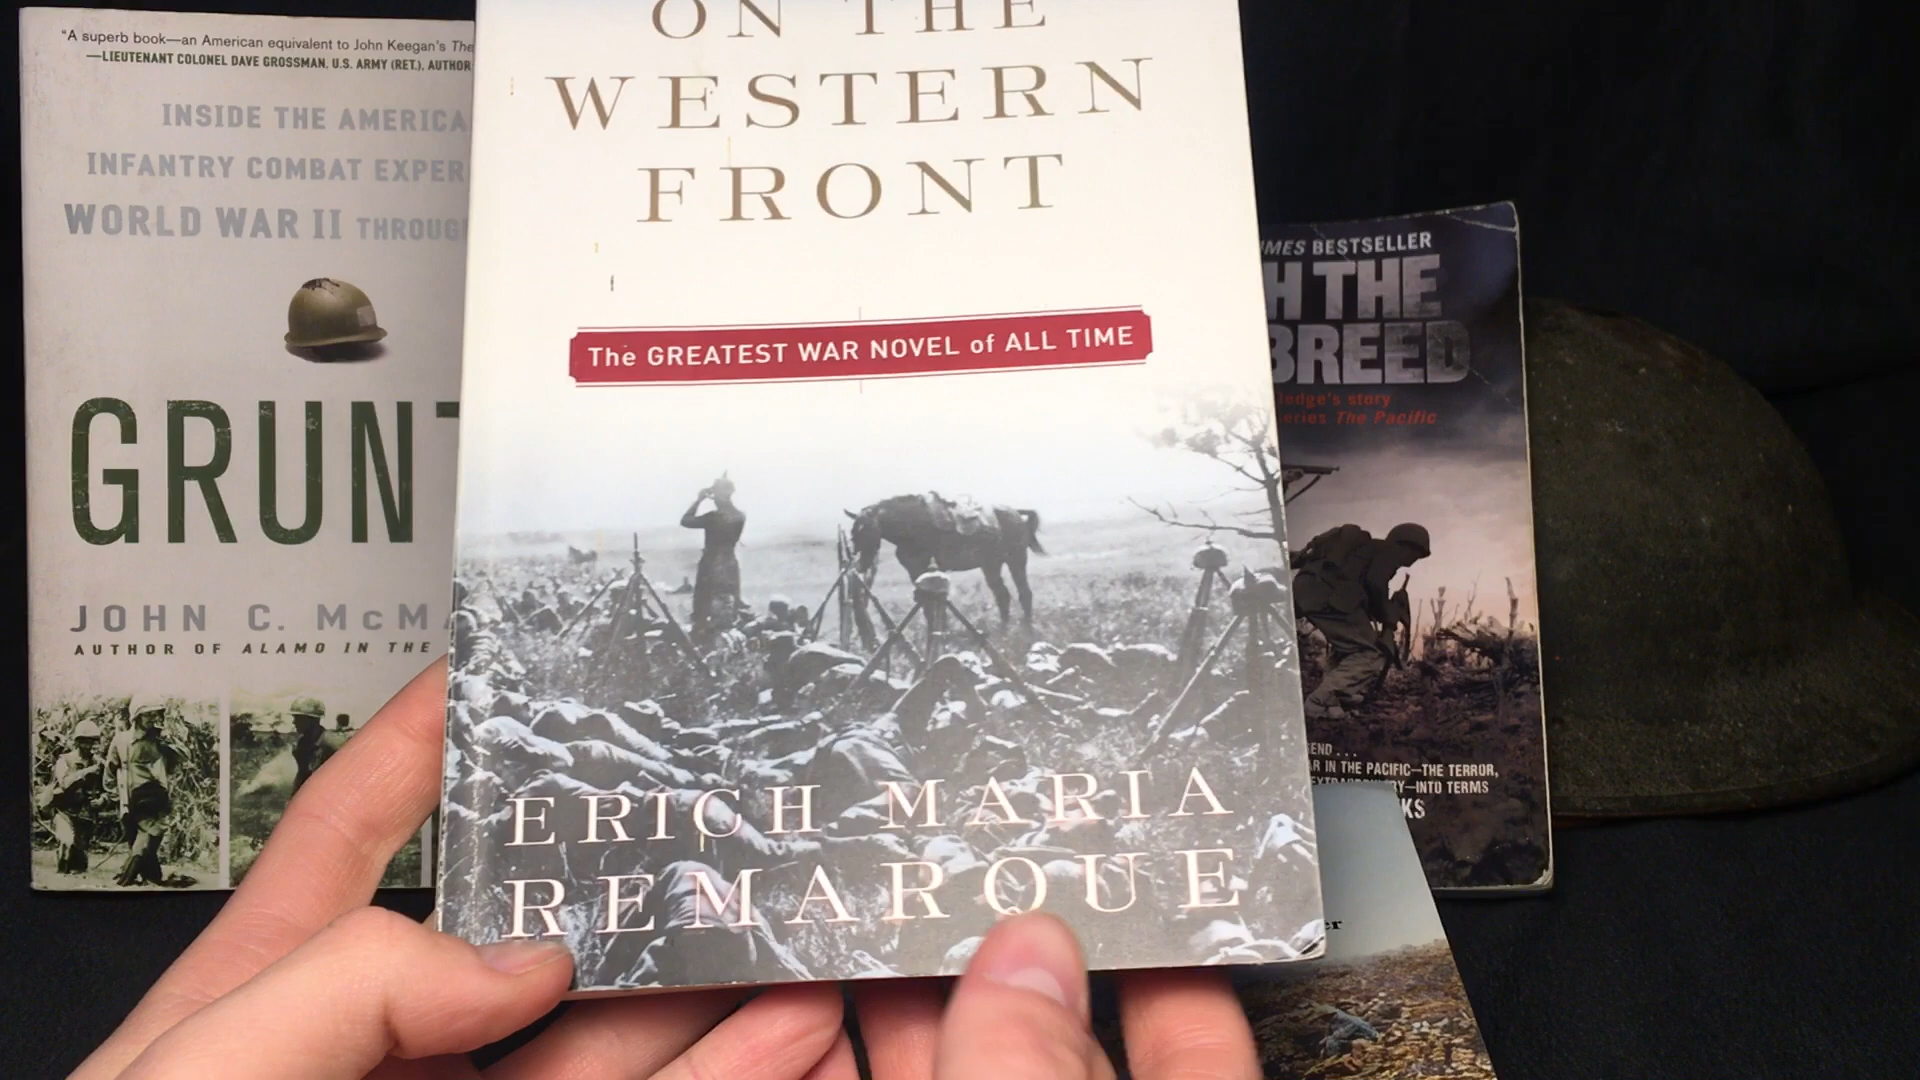 "A superb book—an American equivalent to John Keegan's The
—LIEUTENANT COLONEL DAVE GROSSMAN, U.S. ARMY (RET.), AUTHOR
INSIDE THE AMERICA
INFANTRY COMBAT EXPER
WORLD WAR II THROUG
GRUNT
JOHN C. McMA
AUTHOR OF ALAMO IN THE
ON THE
WESTERN
FRONT
The GREATEST WAR NOVEL of ALL TIME
ERICH MARIA
REMARQUE
IMES BESTSELLER
H THE
BREED
ledge's story
eries The Pacific
END . . .
AR IN THE PACIFIC—THE TERROR,
RY—INTO TERMS
KS
er